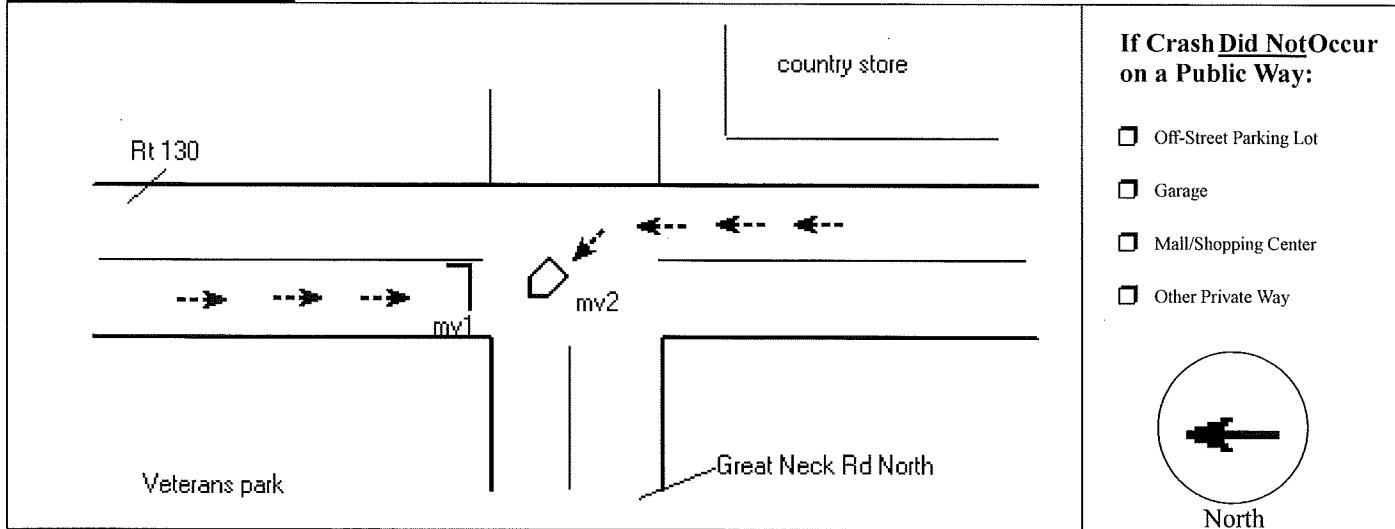 country store
Rt 130
mv1
mv2
Veterans park
Great Neck Rd North
If Crash Did Not Occur
on a Public Way:
Off-Street Parking Lot
Garage
Mall/Shopping Center
Other Private Way
North